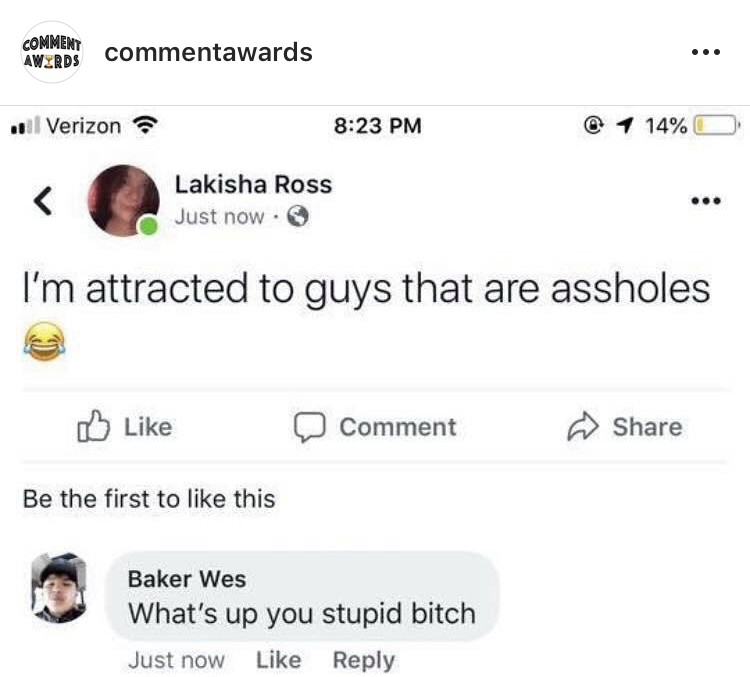 COMMENT
AWARDS
commentawards
Verizon
8:23 PM
14%
Lakisha Ross
Just now ·
I'm attracted to guys that are assholes
😂
Like
Comment
Share
Be the first to like this
Baker Wes
What's up you stupid bitch
Just now Like Reply